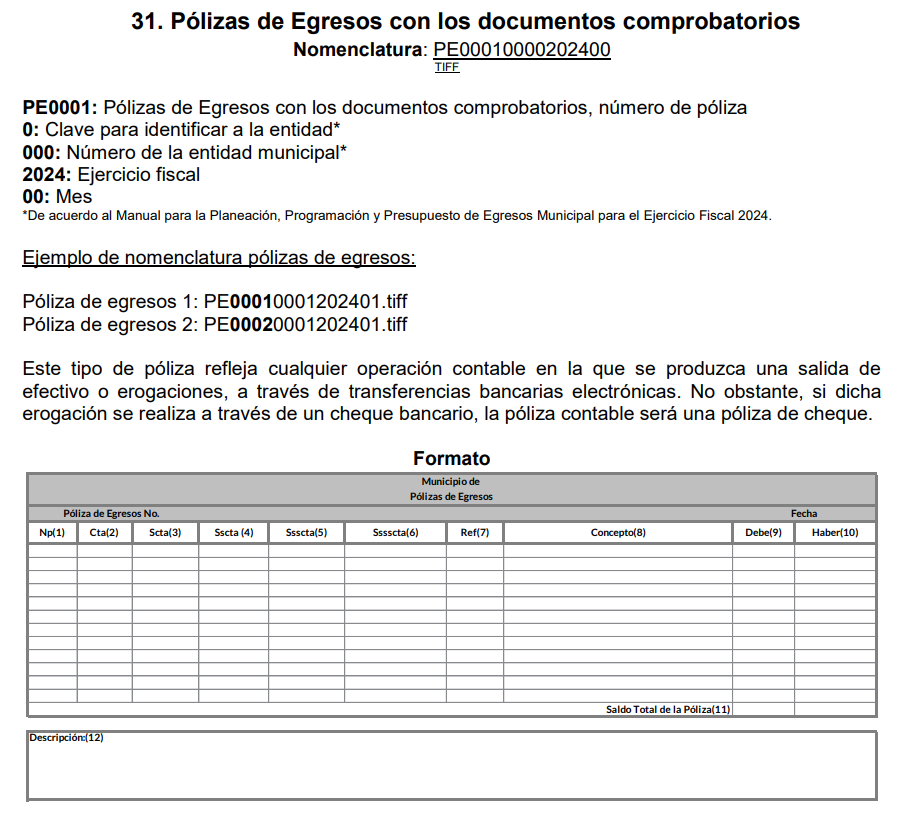 31. Pólizas de Egresos con los documentos comprobatorios
Nomenclatura: PE00010000202400
TIFF
PE0001: Pólizas de Egresos con los documentos comprobatorios, número de póliza
0: Clave para identificar a la entidad*
000: Número de la entidad municipal*
2024: Ejercicio fiscal
00: Mes
*De acuerdo al Manual para la Planeación, Programación y Presupuesto de Egresos Municipal para el Ejercicio Fiscal 2024.
Ejemplo de nomenclatura pólizas de egresos:
Póliza de egresos 1: PE00010001202401.tiff
Póliza de egresos 2: PE00020001202401.tiff
Este tipo de póliza refleja cualquier operación contable en la que se produzca una salida de
efectivo o erogaciones, a través de transferencias bancarias electrónicas. No obstante, si dicha
erogación se realiza a través de un cheque bancario, la póliza contable será una póliza de cheque.
Formato
Municipio de
Pólizas de Egresos
Póliza de Egresos No. Fecha
Np(1) Cta(2) Scta(3) Sscta (4) Ssscta(5) Sssscta(6) Ref(7) Concepto(8) Debe(9) Haber(10)
Saldo Total de la Póliza(11)
Descripción:(12)